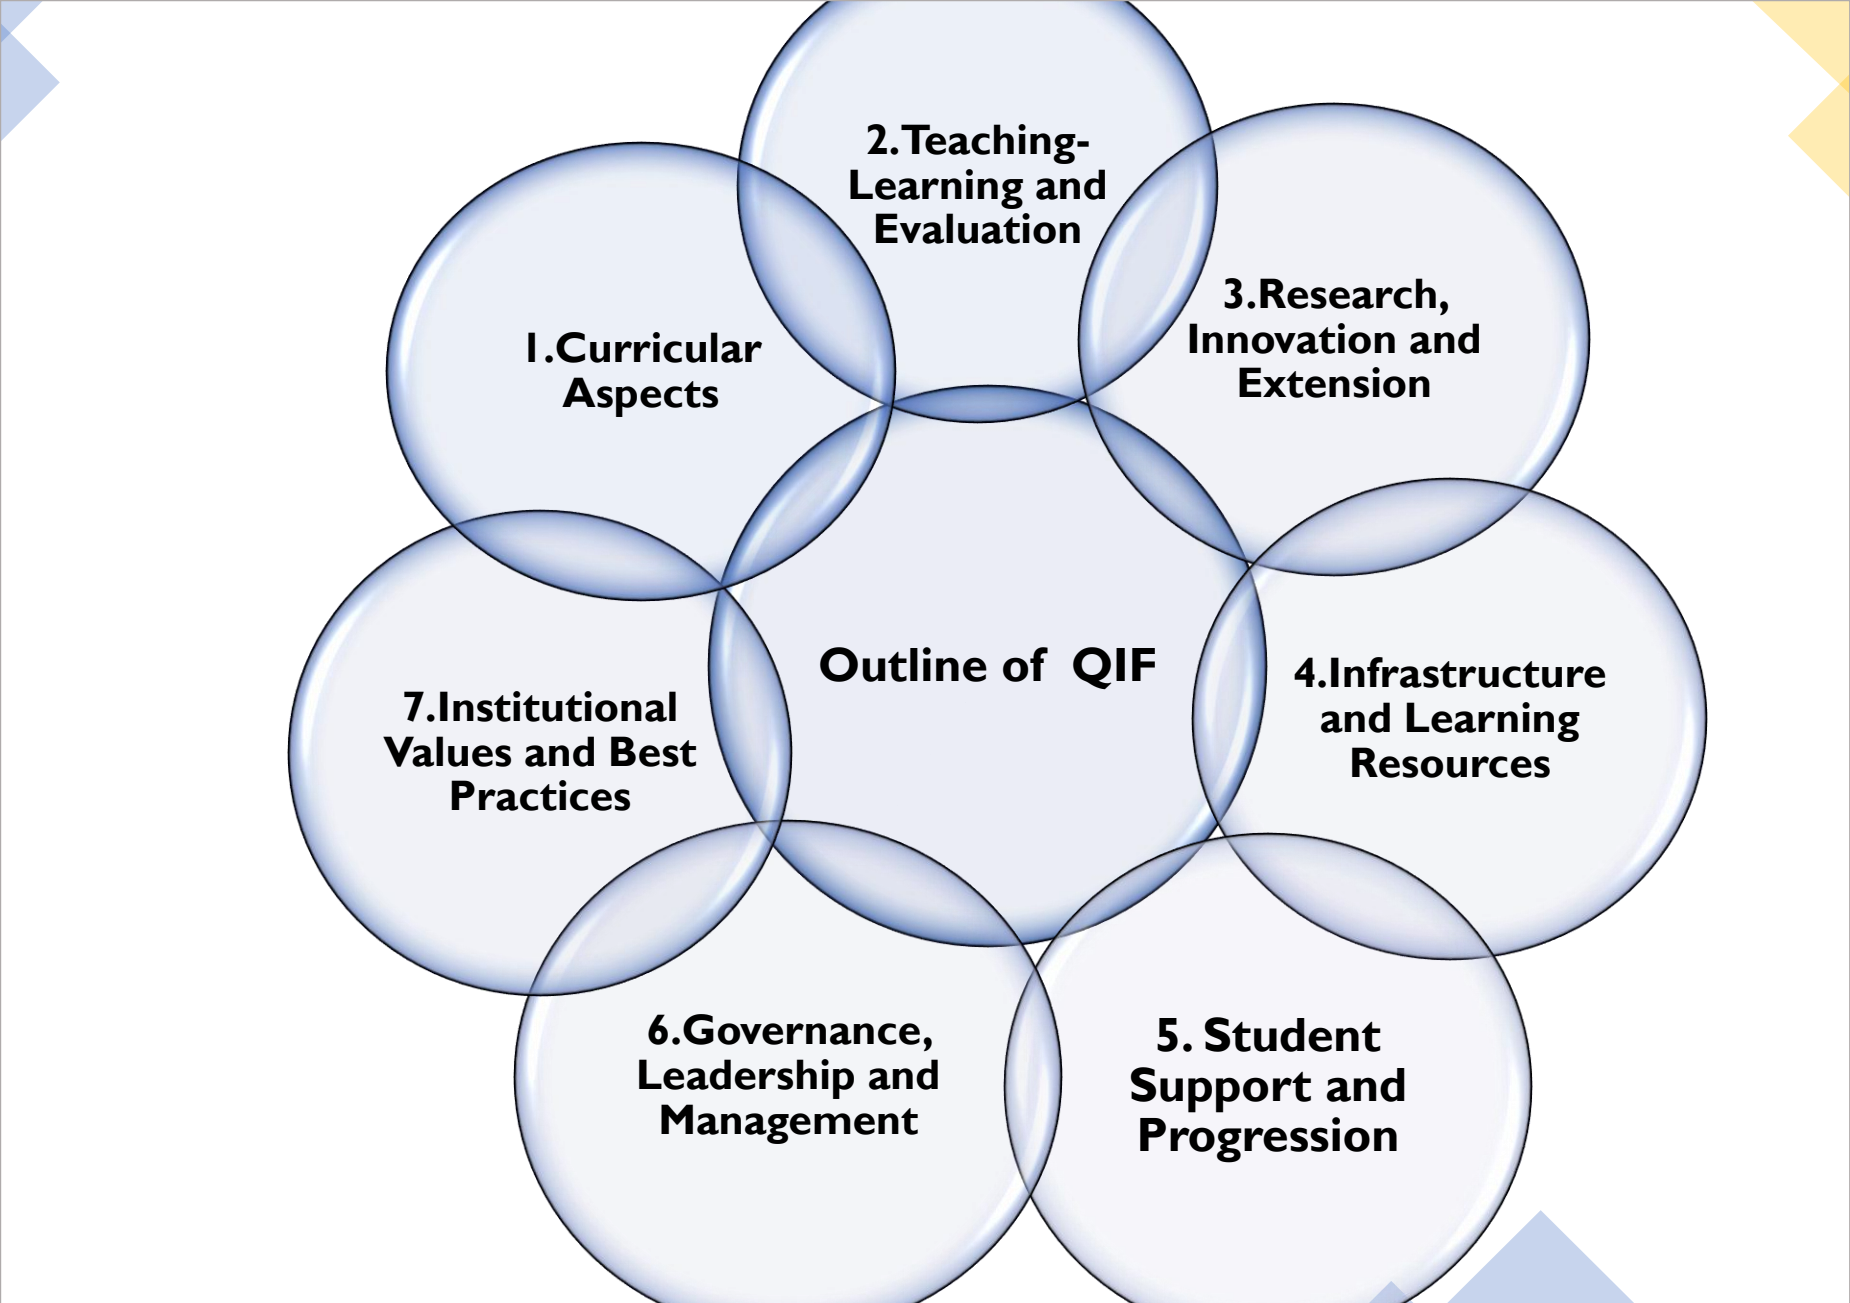 2.Teaching-
Learning and
Evaluation
3.Research,
Innovation and
Extension
1.Curricular
Aspects
Outline of  QIF
4.Infrastructure
and Learning
Resources
7.Institutional
Values and Best
Practices
6.Governance,
Leadership and
Management
5. Student
Support and
Progression